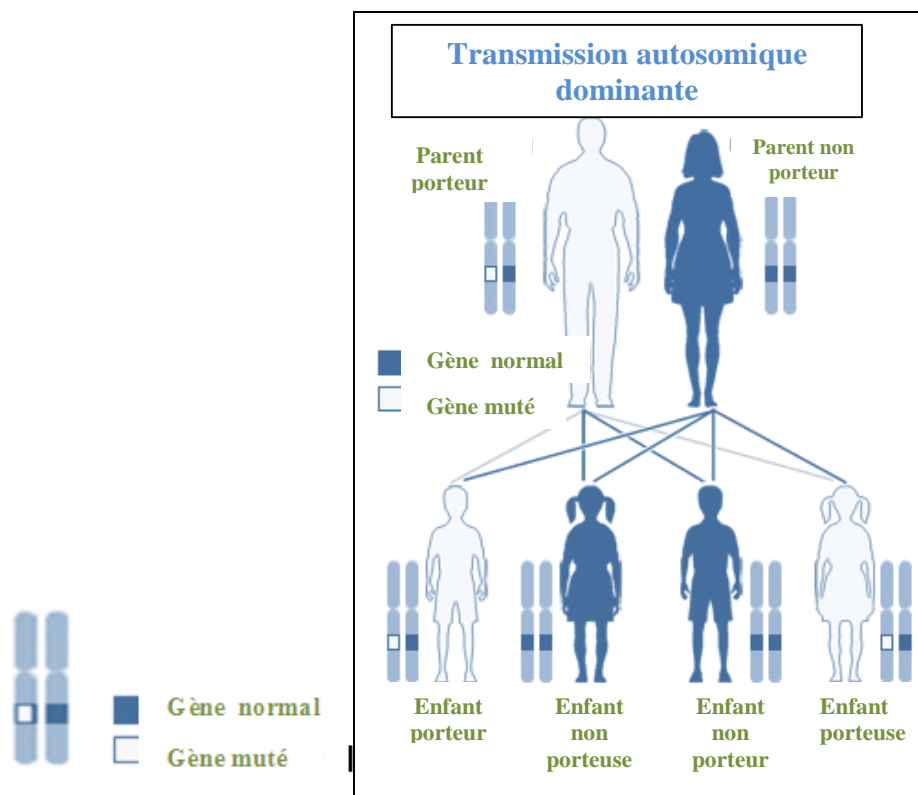 Transmission autosomique
dominante
Parent
porteur
Parent non
porteur
Gène normal
Gène muté
Enfant
porteur
Enfant
non
porteuse
Enfant
non
porteur
Enfant
porteuse
Gène normal
Gène muté